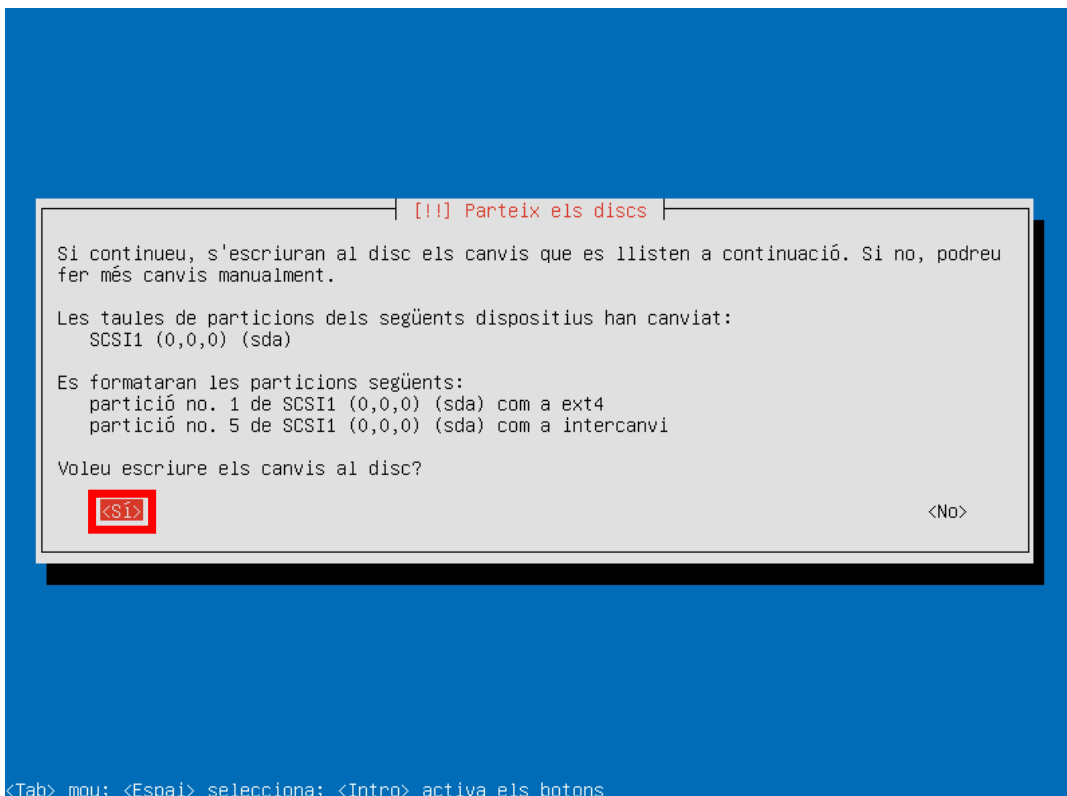 [!!] Parteix els discs
Si continueu, s'escriuran al disc els canvis que es llisten a continuació. Si no, podreu
fer més canvis manualment.
Les taules de particions dels següents dispositius han canviat:
SCSI1 (0,0,0) (sda)
Es formataran les particions següents:
partició no. 1 de SCSI1 (0,0,0) (sda) com a ext4
partició no. 5 de SCSI1 (0,0,0) (sda) com a intercanvi
Voleu escriure els canvis al disc?
<Sí> <No>
<Tab> mou; <Espai> selecciona; <Intro> activa els botons